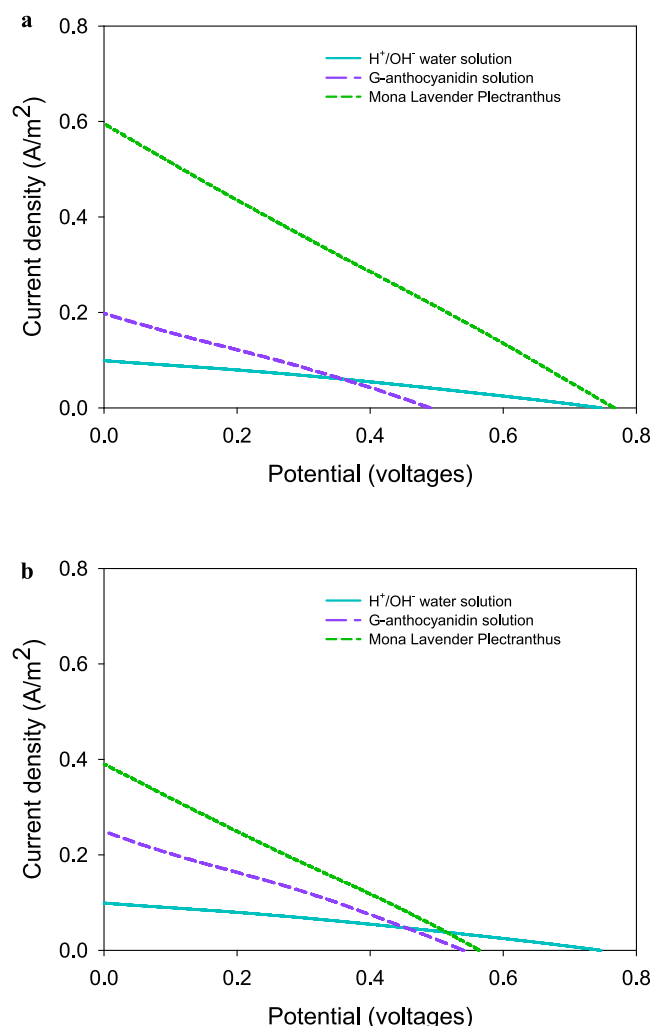 a
0.8
H⁺/OH⁻ water solution
G-anthocyanidin solution
Mona Lavender Plectranthus
0.6
0.4
0.2
0.0
Current density (A/m²)
0.0 0.2 0.4 0.6 0.8
Potential (voltages)
b
0.8
H⁺/OH⁻ water solution
G-anthocyanidin solution
Mona Lavender Plectranthus
0.6
0.4
0.2
0.0
Current density (A/m²)
0.0 0.2 0.4 0.6 0.8
Potential (voltages)